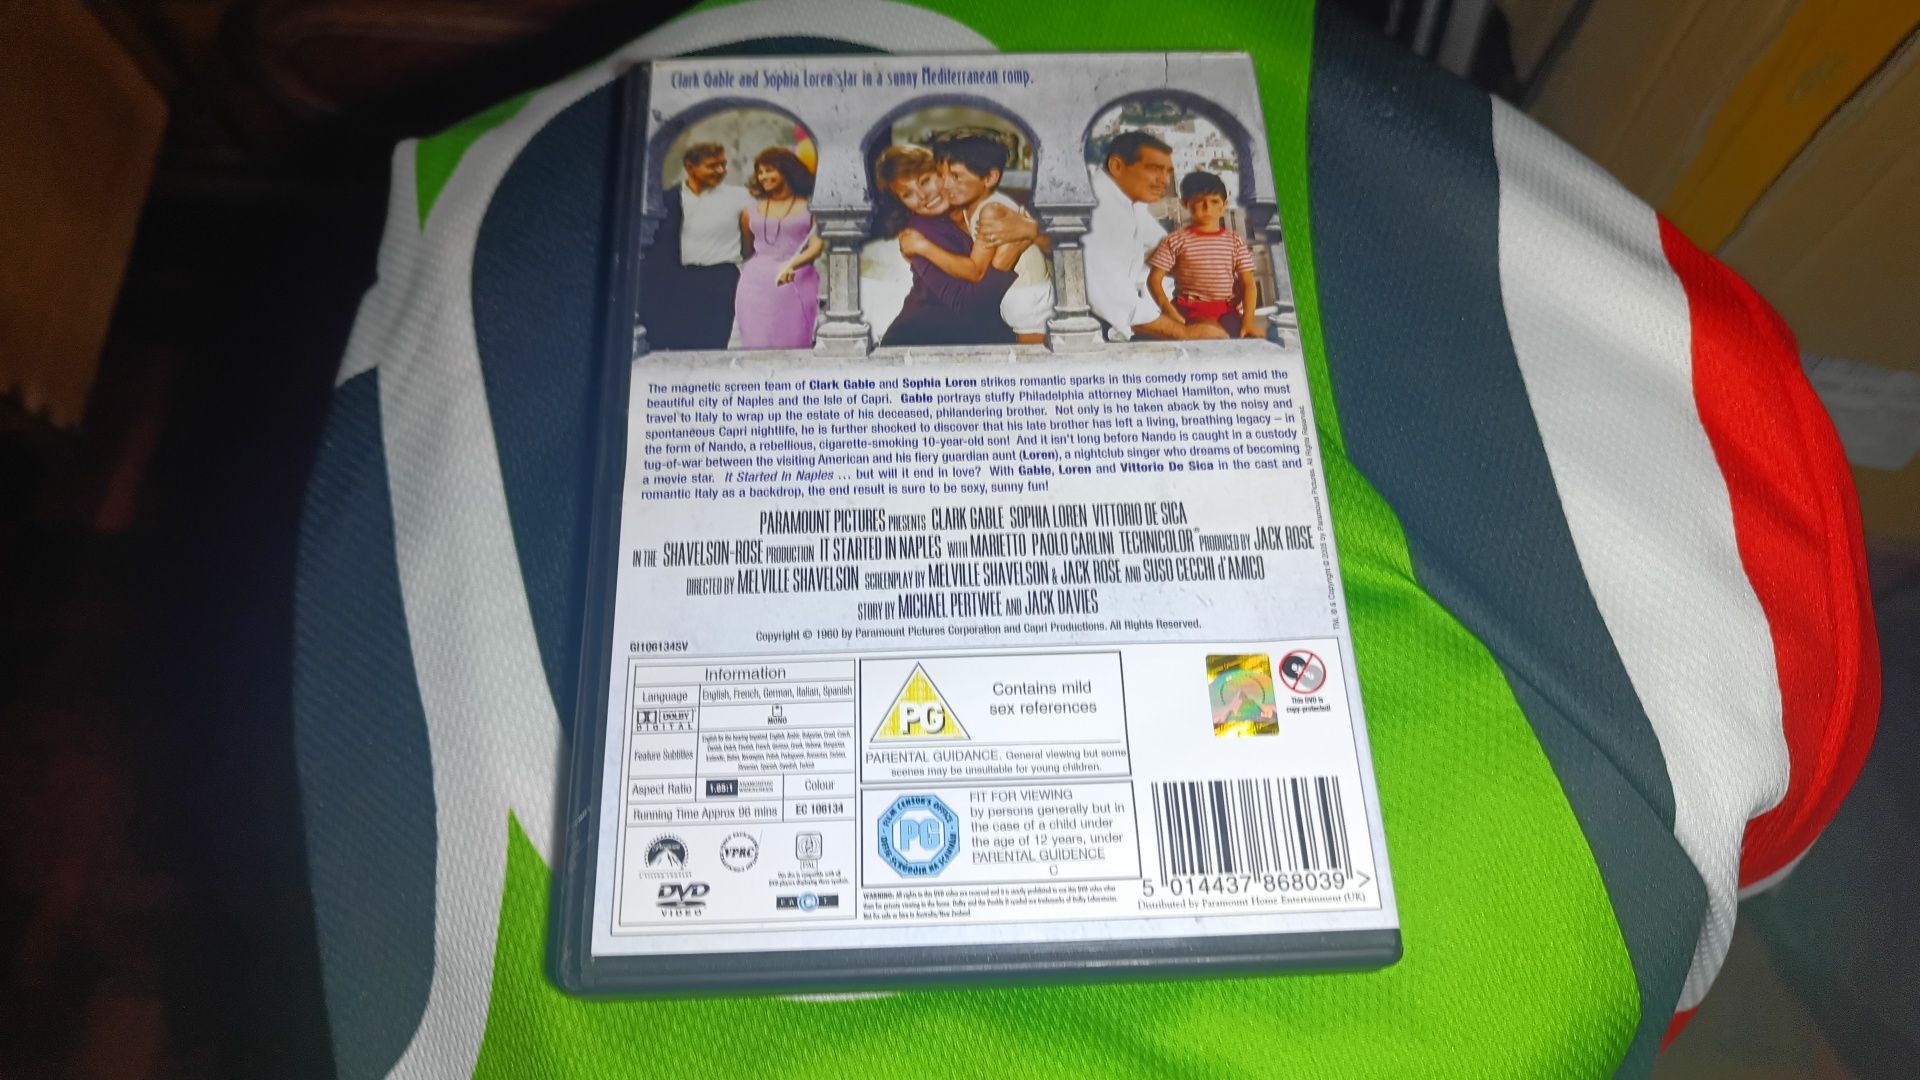 Clark Gable and Sophia Loren star in a sunny Mediterranean romp.
The magnetic screen team of Clark Gable and Sophia Loren strikes romantic sparks in this comedy romp set amid the
beautiful city of Naples and the Isle of Capri. Gable portrays stuffy Philadelphia attorney Michael Hamilton, who must
travel to Italy to wrap up the estate of his deceased, philandering brother. Not only is he taken aback by the noisy and
spontaneous Capri nightlife, he is further shocked to discover that his late brother has left a living, breathing legacy – in
the form of Nando, a rebellious, cigarette-smoking 10-year-old son! And it isn't long before Nando is caught in a custody
tug-of-war between the visiting American and his fiery guardian aunt (Loren), a nightclub singer who dreams of becoming
a movie star. It Started In Naples ... but will it end in love? With Gable, Loren and Vittorio De Sica in the cast and
romantic Italy as a backdrop, the end result is sure to be sexy, sunny fun!
PARAMOUNT PICTURES PRESENTS CLARK GABLE SOPHIA LOREN VITTORIO DE SICA
IN THE SHAVELSON-ROSE PRODUCTION IT STARTED IN NAPLES WITH MARIETTO PAOLO CARLINI TECHNICOLOR® PRODUCED BY JACK ROSE
DIRECTED BY MELVILLE SHAVELSON SCREENPLAY BY MELVILLE SHAVELSON & JACK ROSE AND SUSO CECCHI d'AMICO
STORY BY MICHAEL PERTWEE AND JACK DAVIES
Copyright © 1960 by Paramount Pictures Corporation and Capri Productions. All Rights Reserved.
by Paramount Pictures. All Rights Reserved.
GI106134SV
Information
Language English, French, German, Italian, Spanish
DOLBY
DIGITAL
MONO
Feature Subtitles
Aspect Ratio 1.85:1 Colour
Running Time Approx 96 mins EC 106134
VPRC
PAL
DVD
VIDEO
FACT
PG
Contains mild
sex references
PARENTAL GUIDANCE. General viewing but some
scenes may be unsuitable for young children.
PG
FIT FOR VIEWING
by persons generally but in
the case of a child under
the age of 12 years, under
PARENTAL GUIDENCE
C
This DVD is
copy-protected!
5 014437 868039 >
Distributed by Paramount Home Entertainment (UK)